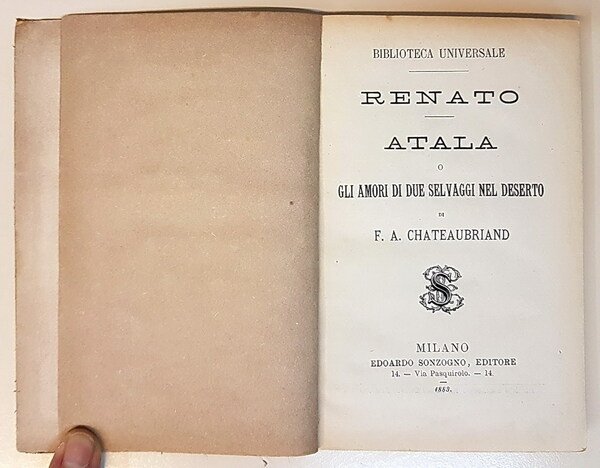 BIBLIOTECA UNIVERSALE
RENATO
ATALA
O
GLI AMORI DI DUE SELVAGGI NEL DESERTO
DI
F. A. CHATEAUBRIAND
MILANO
EDOARDO SONZOGNO, EDITORE
14. — Via Pasquirolo. — 14.
1883.